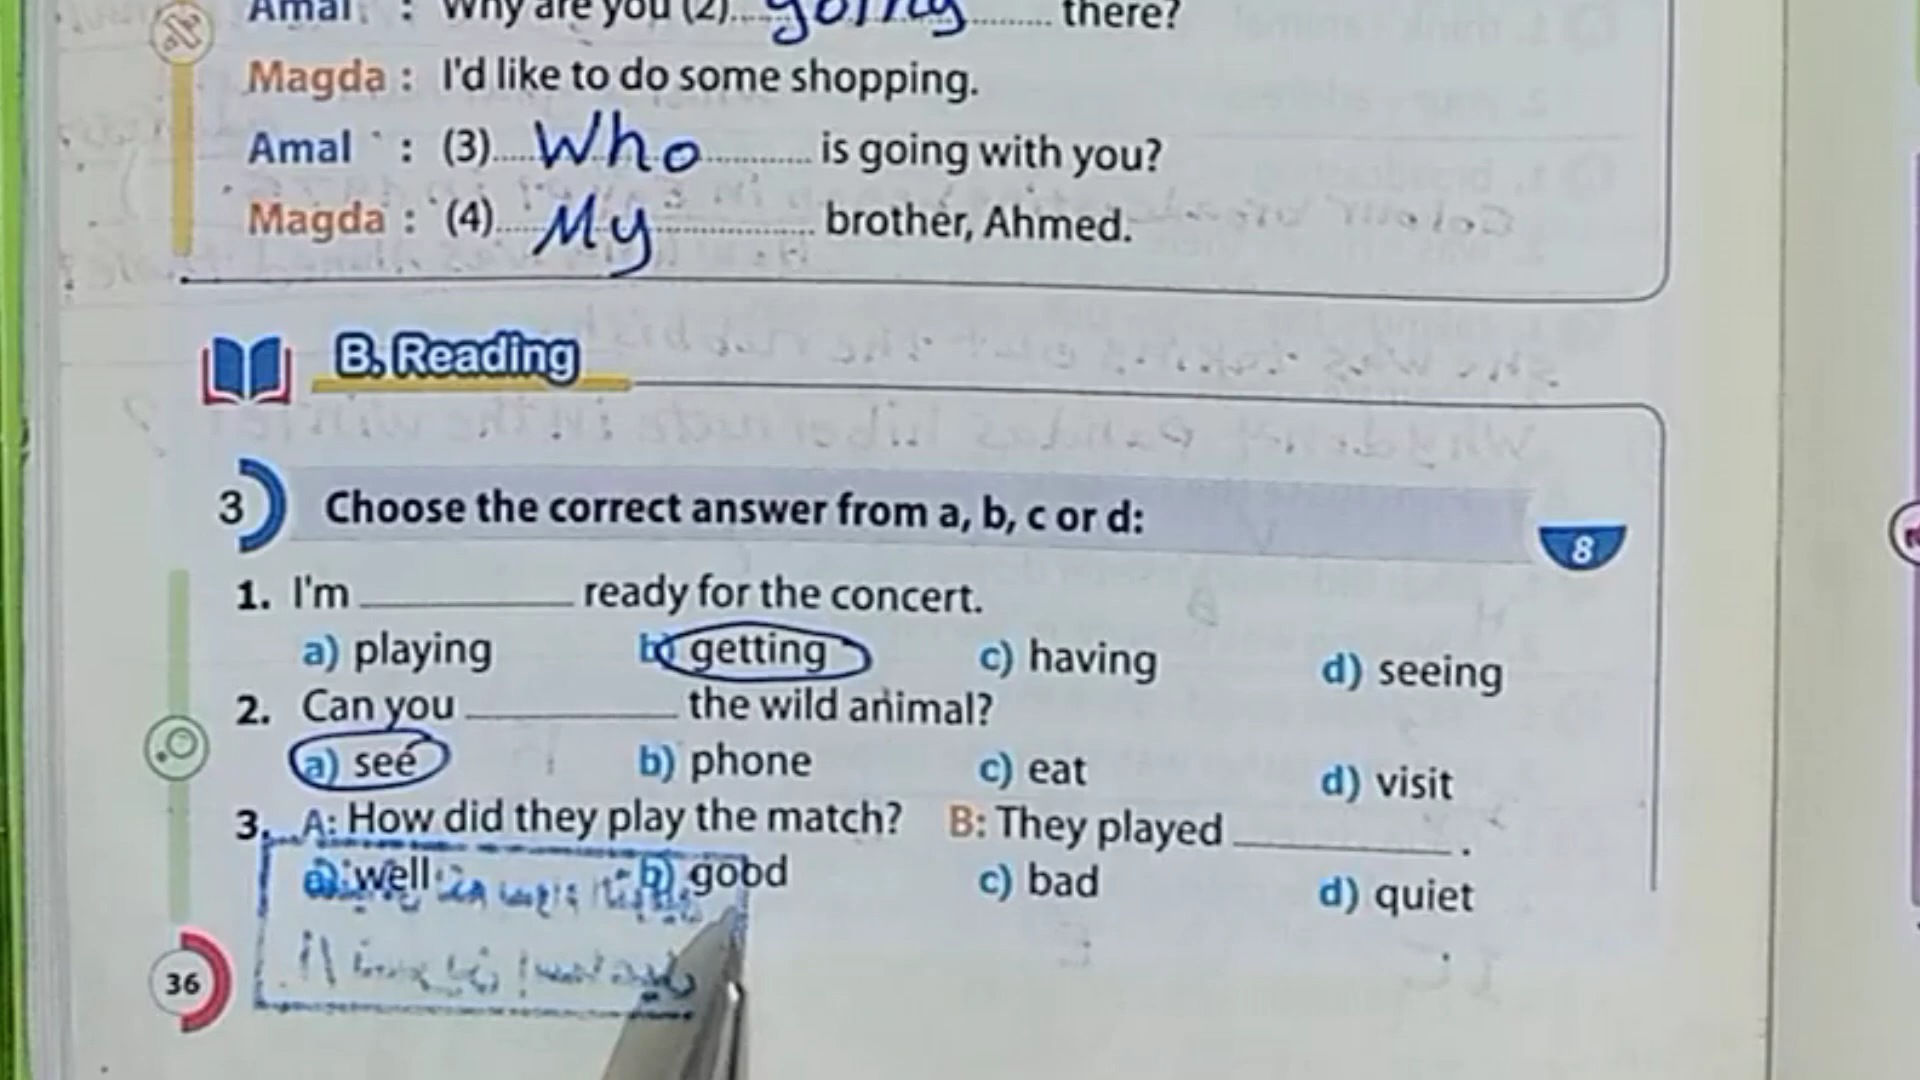 Amal : Why are you (2) going there?
Magda : I'd like to do some shopping.
Amal : (3) Who is going with you?
Magda : (4) My brother, Ahmed.
B. Reading
3 Choose the correct answer from a, b, c or d:
8
1. I'm ________ ready for the concert.
a) playing b) getting c) having d) seeing
2. Can you ________ the wild animal?
a) see b) phone c) eat d) visit
3. A: How did they play the match? B: They played ________ .
a) well b) good c) bad d) quiet
36